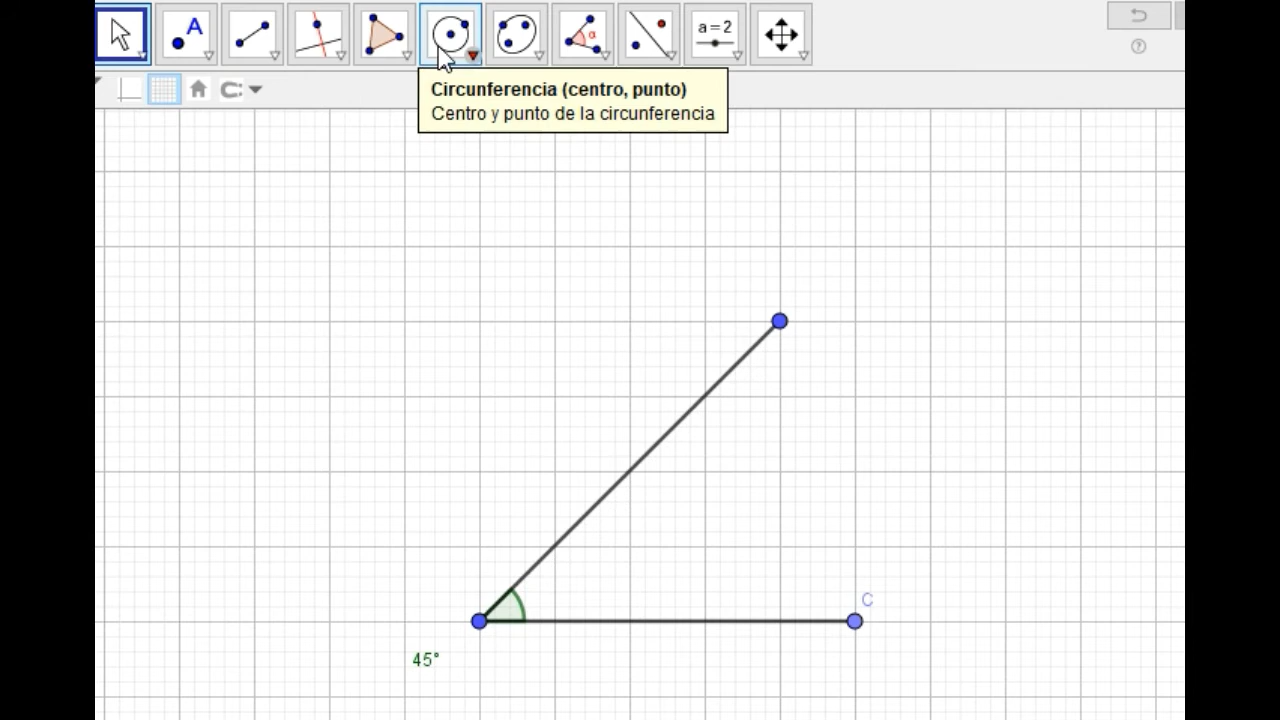 A
α
a=2
Circunferencia (centro, punto)
Centro y punto de la circunferencia
C
45°